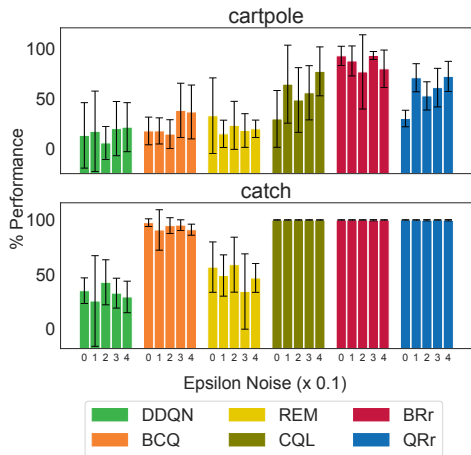 cartpole
100
50
0
% Performance
catch
100
50
0
0 1 2 3 4 0 1 2 3 4 0 1 2 3 4 0 1 2 3 4 0 1 2 3 4 0 1 2 3 4
Epsilon Noise (x 0.1)
DDQN REM BRr
BCQ CQL QRr